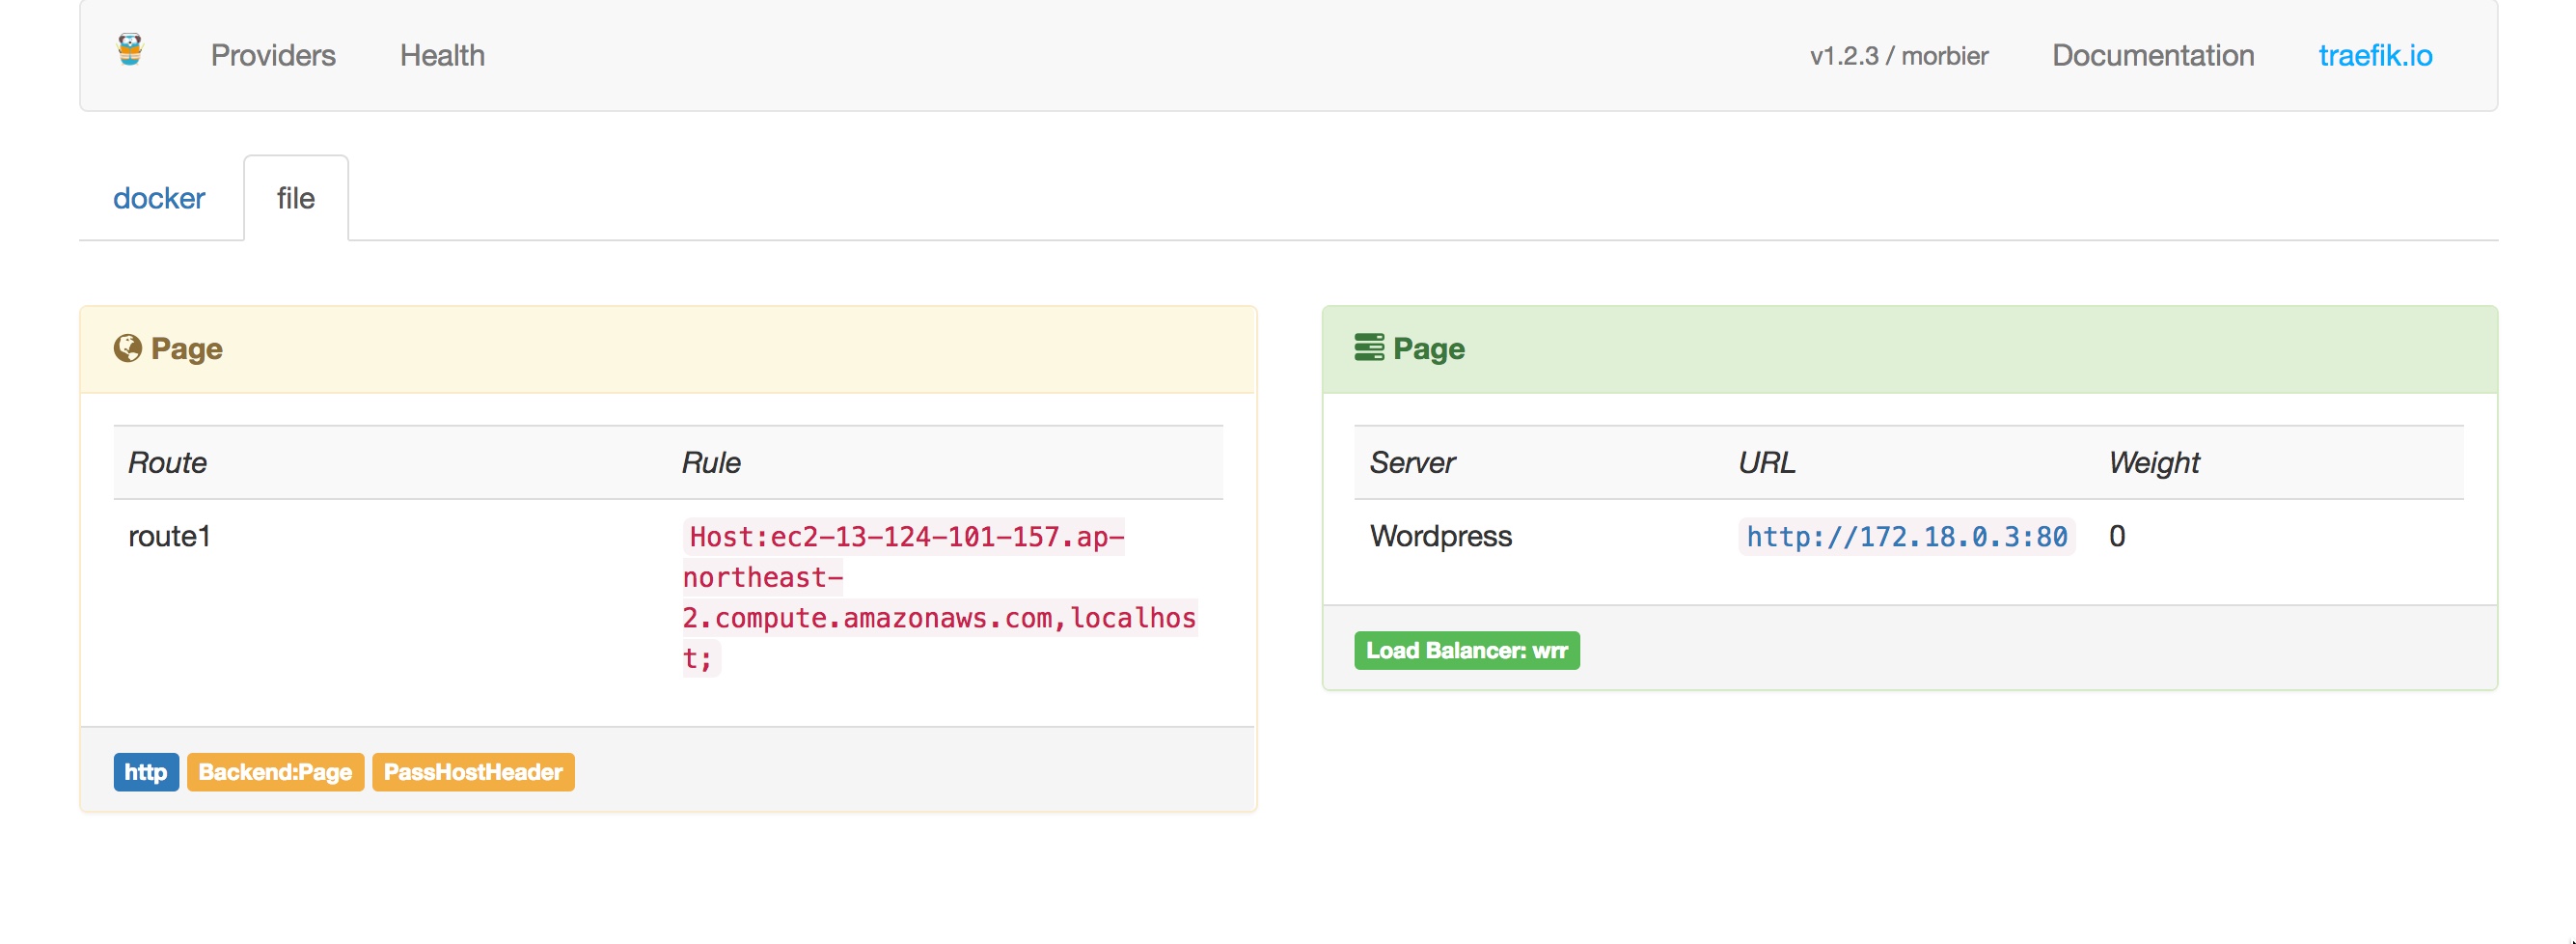 Providers Health v1.2.3 / morbier Documentation traefik.io
docker file
Page
Route Rule
route1 Host:ec2-13-124-101-157.ap-
northeast-
2.compute.amazonaws.com,localhos
t;
http Backend:Page PassHostHeader
Page
Server URL Weight
Wordpress http://172.18.0.3:80 0
Load Balancer: wrr